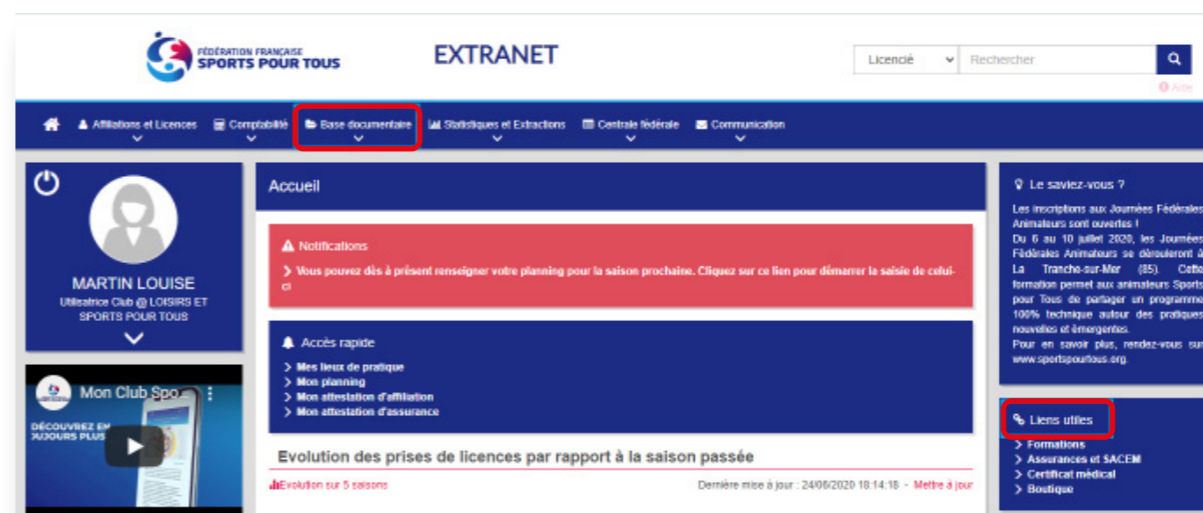 FÉDÉRATION FRANÇAISE
SPORTS POUR TOUS
EXTRANET
Licencié
Rechercher
Aide
Affiliations et Licences
Comptabilité
Base documentaire
Statistiques et Extractions
Centrale fédérale
Communication
MARTIN LOUISE
Utilisatrice Club @ LOISIRS ET
SPORTS POUR TOUS
Mon Club Spo
DÉCOUVREZ EN
OUJOURS PLUS
Accueil
Notifications
Vous pouvez dès à présent renseigner votre planning pour la saison prochaine. Cliquez sur ce lien pour démarrer la saisie de celui-
ci
Accès rapide
Mes lieux de pratique
Mon planning
Mon attestation d'affiliation
Mon attestation d'assurance
Evolution des prises de licences par rapport à la saison passée
Evolution sur 5 saisons
Dernière mise à jour : 24/06/2020 18:14:18 - Mettre à jour
Le saviez-vous ?
Les inscriptions aux Journées Fédérales
Animateurs sont ouvertes !
Du 6 au 10 juillet 2020, les Journées
Fédérales Animateurs se dérouleront à
La Tranche-sur-Mer (85). Cette
formation permet aux animateurs Sports
pour Tous de partager un programme
100% technique autour des pratiques
nouvelles et émergentes.
Pour en savoir plus, rendez-vous sur
www.sportspourtous.org.
Liens utiles
Formations
Assurances et SACEM
Certificat médical
Boutique